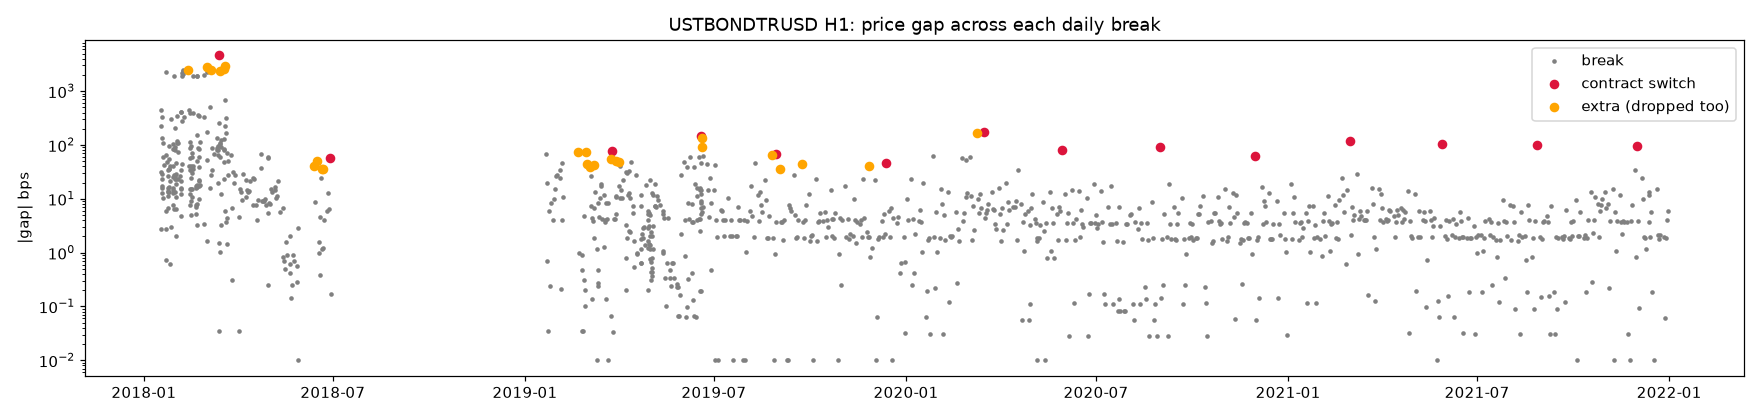 USTBONDTRUSD H1: price gap across each daily break
|gap| bps
10³
10²
10¹
10⁰
10⁻¹
10⁻²
break
contract switch
extra (dropped too)
2018-01 2018-07 2019-01 2019-07 2020-01 2020-07 2021-01 2021-07 2022-01